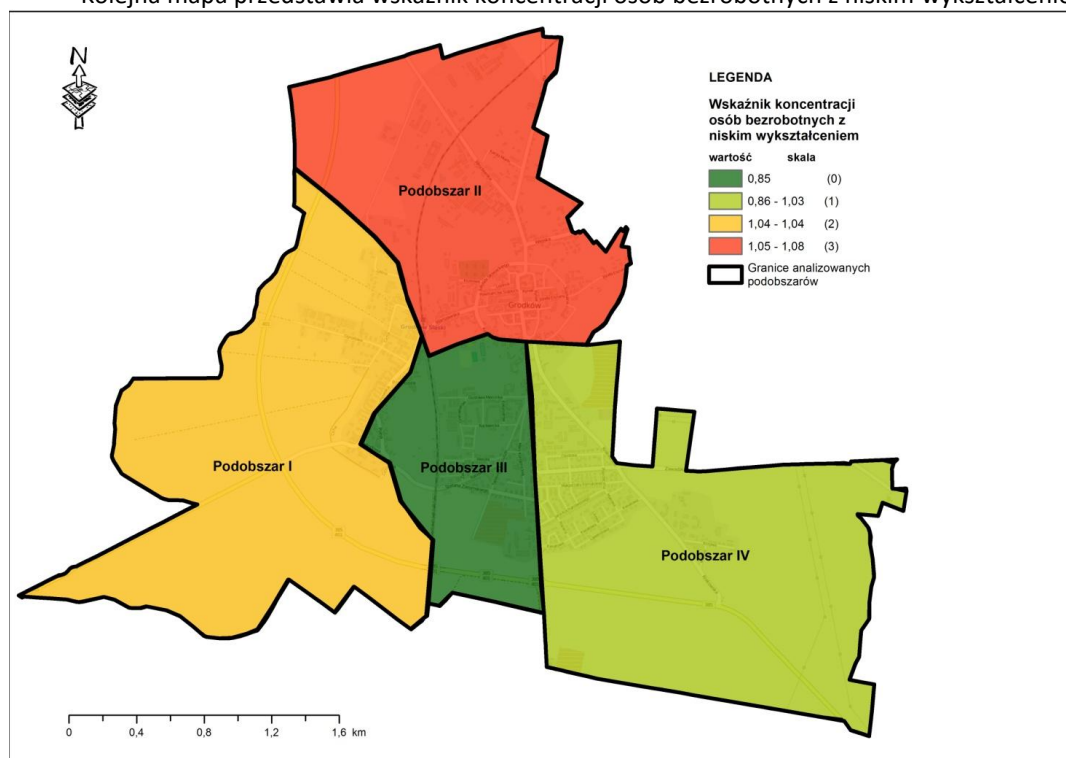 Kolejna mapa przedstawia wskaźnik koncentracji osób bezrobotnych z niskim
N
LEGENDA
Wskaźnik koncentracji
osób bezrobotnych z
niskim wykształceniem
wartość skala
0,85 (0)
0,86 - 1,03 (1)
1,04 - 1,04 (2)
1,05 - 1,08 (3)
Granice analizowanych
podobszarów
Podobszar II
Grodków
Podobszar I
Podobszar III
Podobszar IV
0 0,4 0,8 1,2 1,6 km